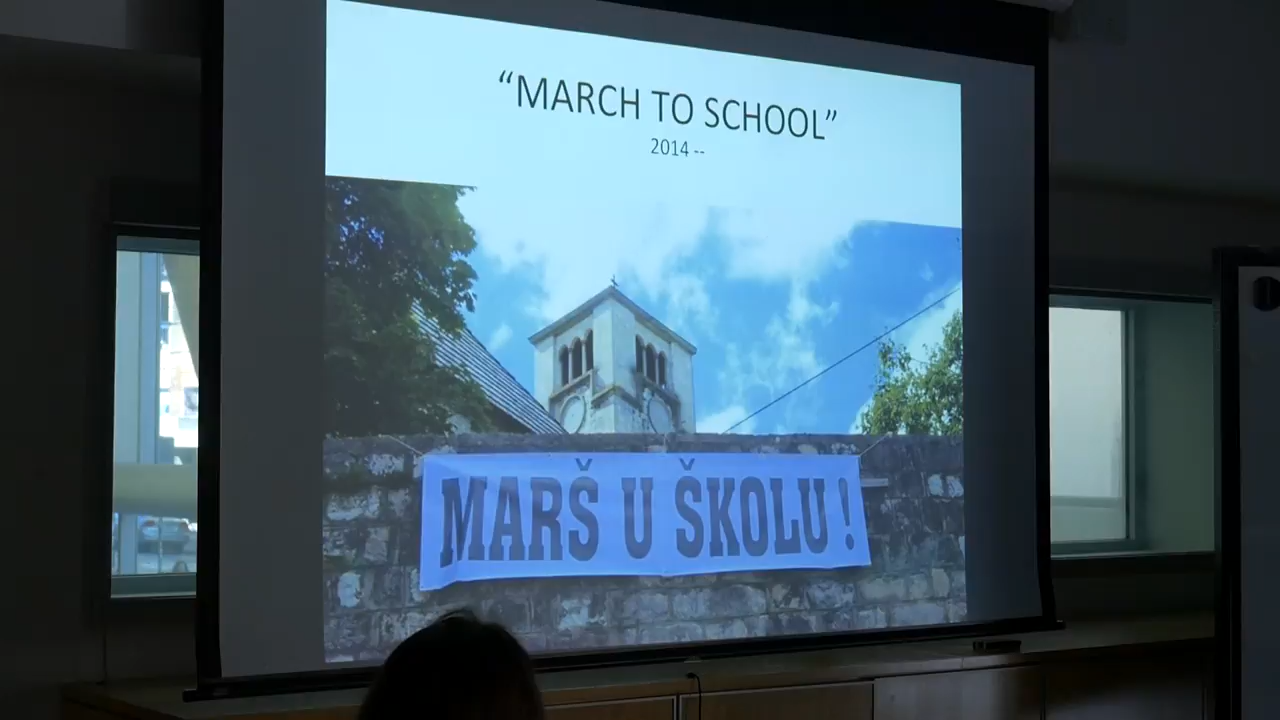 “MARCH TO SCHOOL”
2014 --
MARŠ U ŠKOLU !